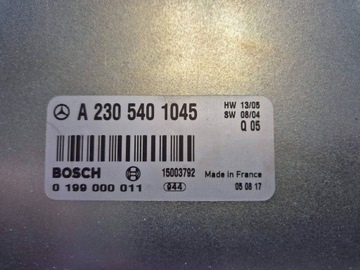 A 230 540 1045
HW 13/05
SW 08/04
Q 05
BOSCH
15003792
Made in France
0 199 000 011
944
05 08 17